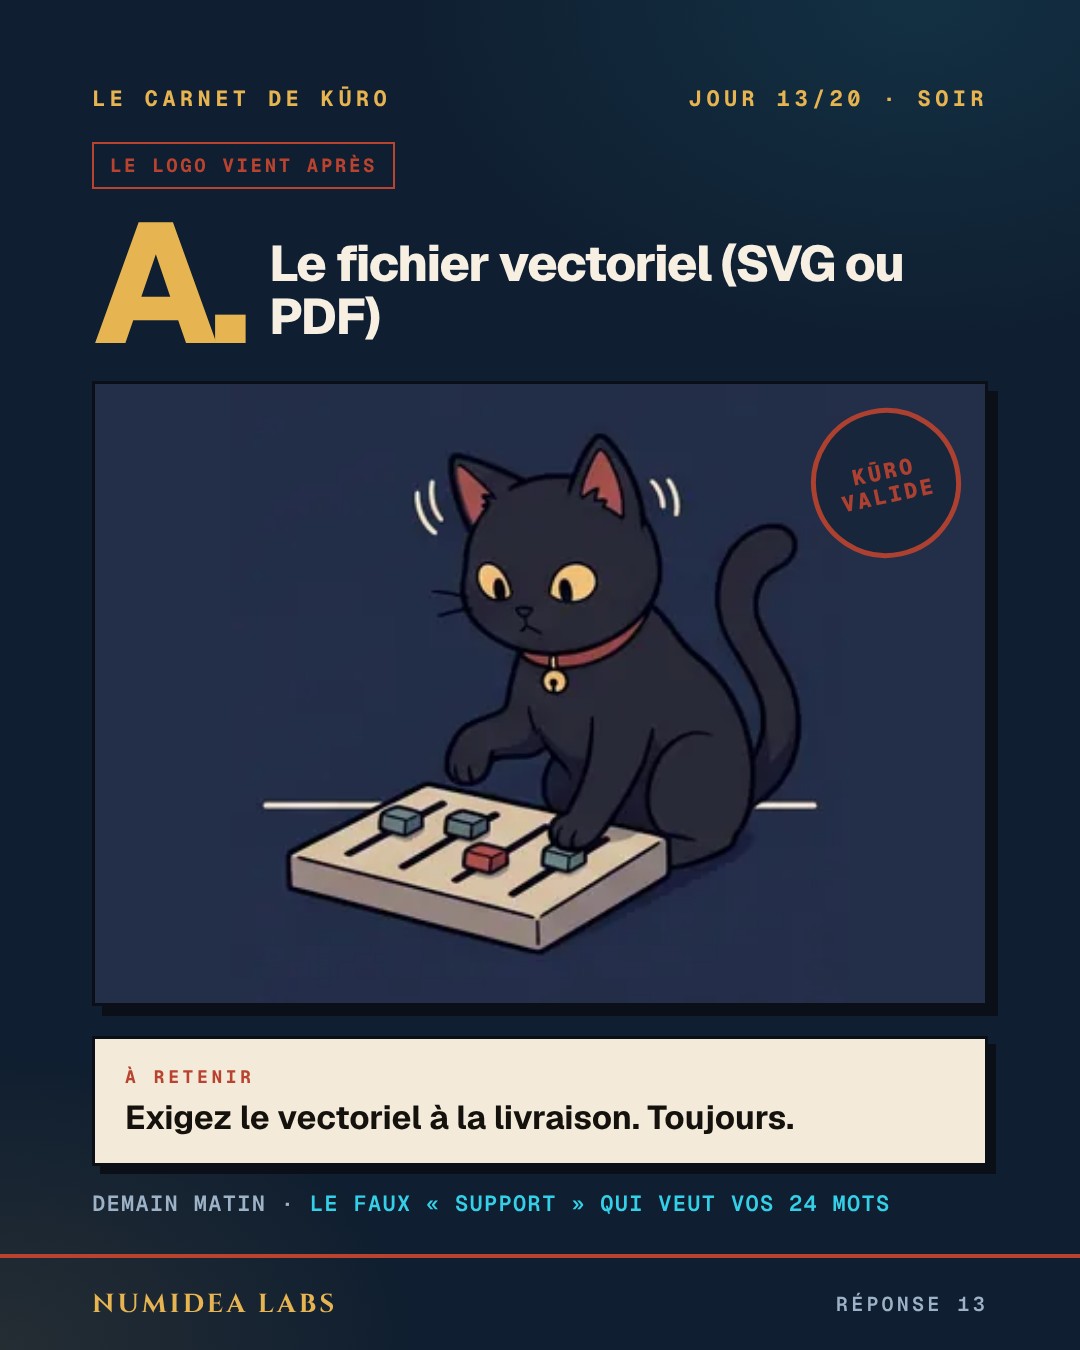 LE CARNET DE KŪRO
JOUR 13/20 · SOIR
LE LOGO VIENT APRÈS
A.
Le fichier vectoriel (SVG ou
PDF)
KŪRO
VALIDE
À RETENIR
Exigez le vectoriel à la livraison. Toujours.
DEMAIN MATIN · LE FAUX « SUPPORT » QUI VEUT VOS 24 MOTS
NUMIDEA LABS
RÉPONSE 13